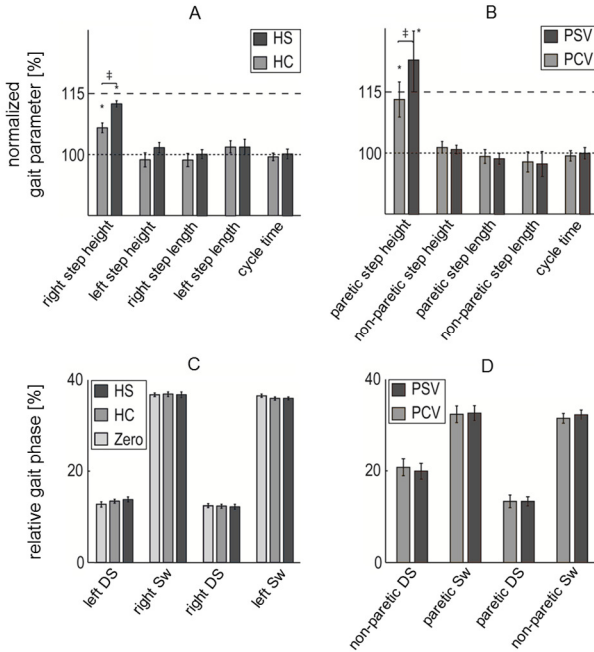 A
B
normalized
gait parameter [%]
HS
HC
‡
*
*
115
100
right step height
left step height
right step length
left step length
cycle time
PSV
PCV
‡
*
*
115
100
paretic step height
non-paretic step height
paretic step length
non-paretic step length
cycle time
C
D
relative gait phase [%]
40
20
0
HS
HC
Zero
left DS
right Sw
right DS
left Sw
40
20
0
PSV
PCV
non-paretic DS
paretic Sw
paretic DS
non-paretic Sw